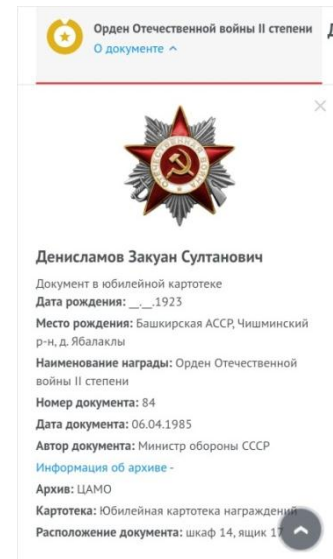 Орден Отечественной войны II степени
О документе
Денисламов Закуан Султанович
Документ в юбилейной картотеке
Дата рождения: __.__.1923
Место рождения: Башкирская АССР, Чишминский
р-н, д. Ябалаклы
Наименование награды: Орден Отечественной
войны II степени
Номер документа: 84
Дата документа: 06.04.1985
Автор документа: Министр обороны СССР
Информация об архиве -
Архив: ЦАМО
Картотека: Юбилейная картотека награждений
Расположение документа: шкаф 14, ящик 17